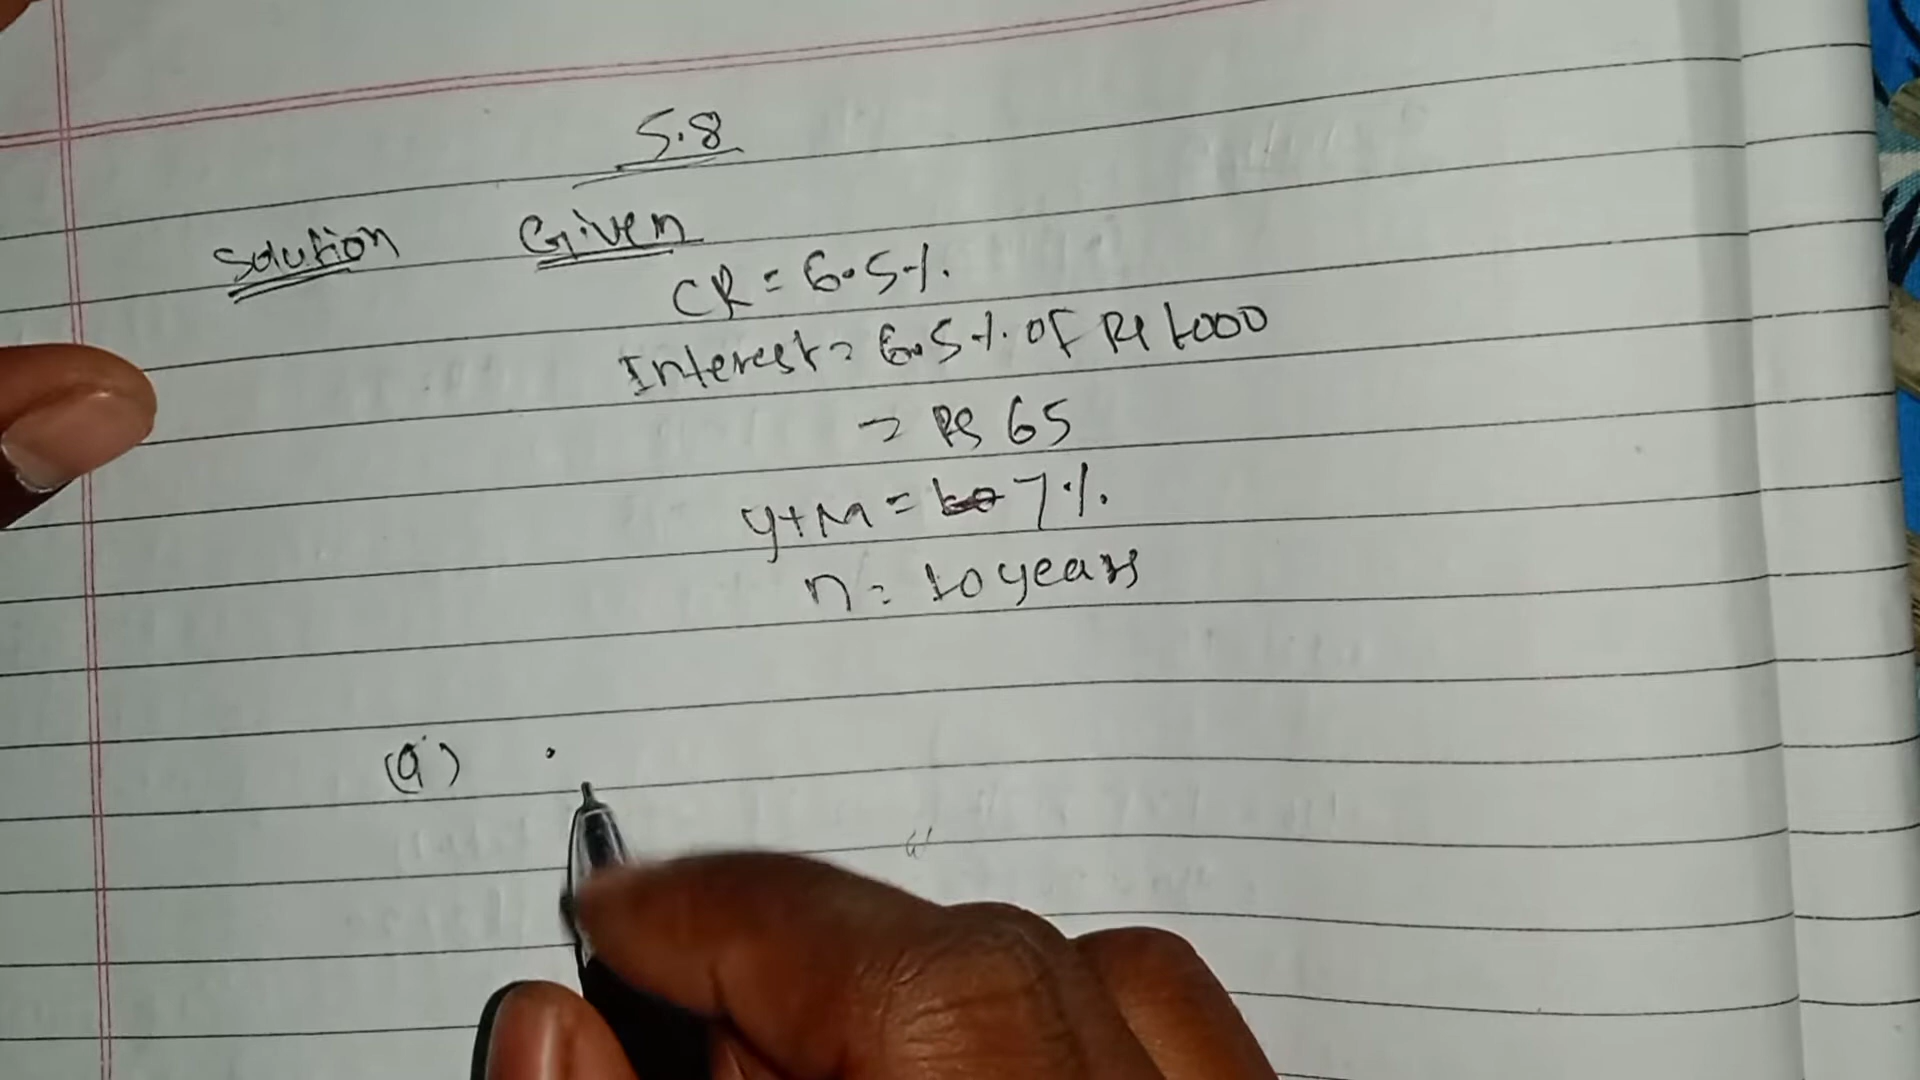 5.8
Solution Given
CR = 6.5%.
Interest = 6.5% of Rs 1000
= RS 65
YTM = 7%.
n = 10 years
(a)